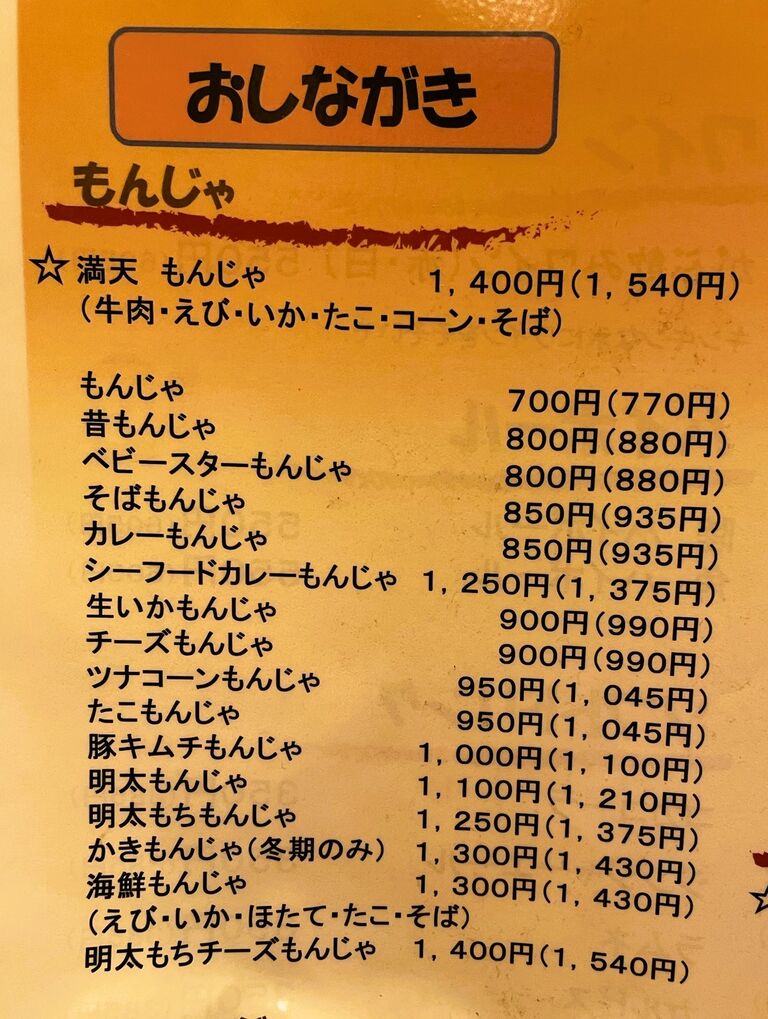 おしながき
もんじゃ
☆満天 もんじゃ 1,400円(1,540円)
(牛肉・えび・いか・たこ・コーン・そば)
もんじゃ 700円(770円)
昔もんじゃ 800円(880円)
ベビースターもんじゃ 800円(880円)
そばもんじゃ 850円(935円)
カレーもんじゃ 850円(935円)
シーフードカレーもんじゃ 1,250円(1,375円)
生いかもんじゃ 900円(990円)
チーズもんじゃ 900円(990円)
ツナコーンもんじゃ 950円(1,045円)
たこもんじゃ 950円(1,045円)
豚キムチもんじゃ 1,000円(1,100円)
明太もんじゃ 1,100円(1,210円)
明太もちもんじゃ 1,250円(1,375円)
かきもんじゃ(冬期のみ) 1,300円(1,430円)
海鮮もんじゃ 1,300円(1,430円)
(えび・いか・ほたて・たこ・そば)
明太もちチーズもんじゃ 1,400円(1,540円)